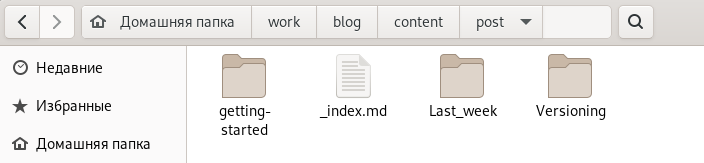 Домашняя папка work blog content post
Недавние
Избранные
Домашняя папка
getting-
started
_index.md
Last_week
Versioning